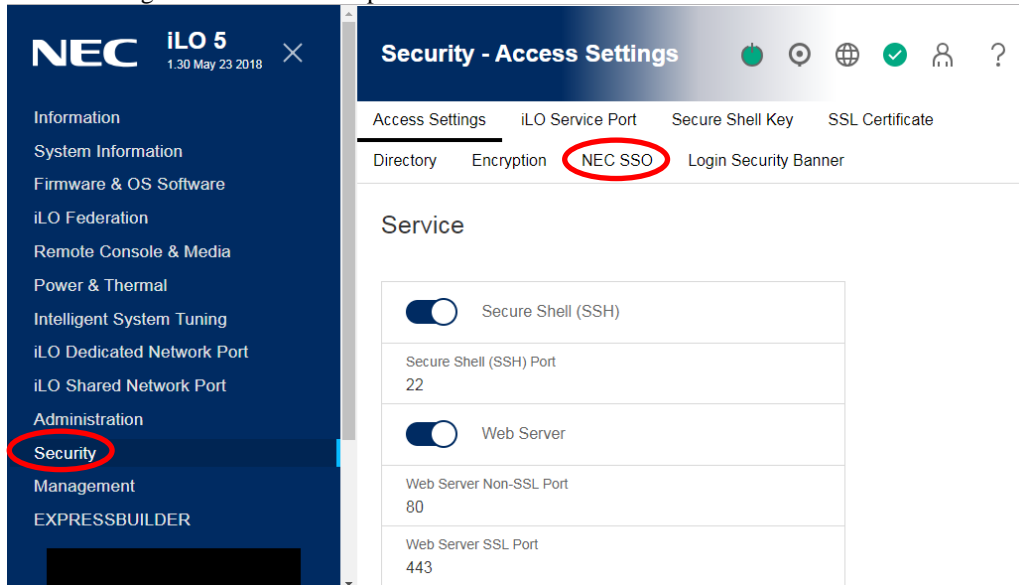 NEC iLO 5
1.30 May 23 2018
Information
System Information
Firmware & OS Software
iLO Federation
Remote Console & Media
Power & Thermal
Intelligent System Tuning
iLO Dedicated Network Port
iLO Shared Network Port
Administration
Security
Management
EXPRESSBUILDER
Security - Access Settings
?
Access Settings iLO Service Port Secure Shell Key SSL Certificate
Directory Encryption NEC SSO Login Security Banner
Service
Secure Shell (SSH)
Secure Shell (SSH) Port
22
Web Server
Web Server Non-SSL Port
80
Web Server SSL Port
443